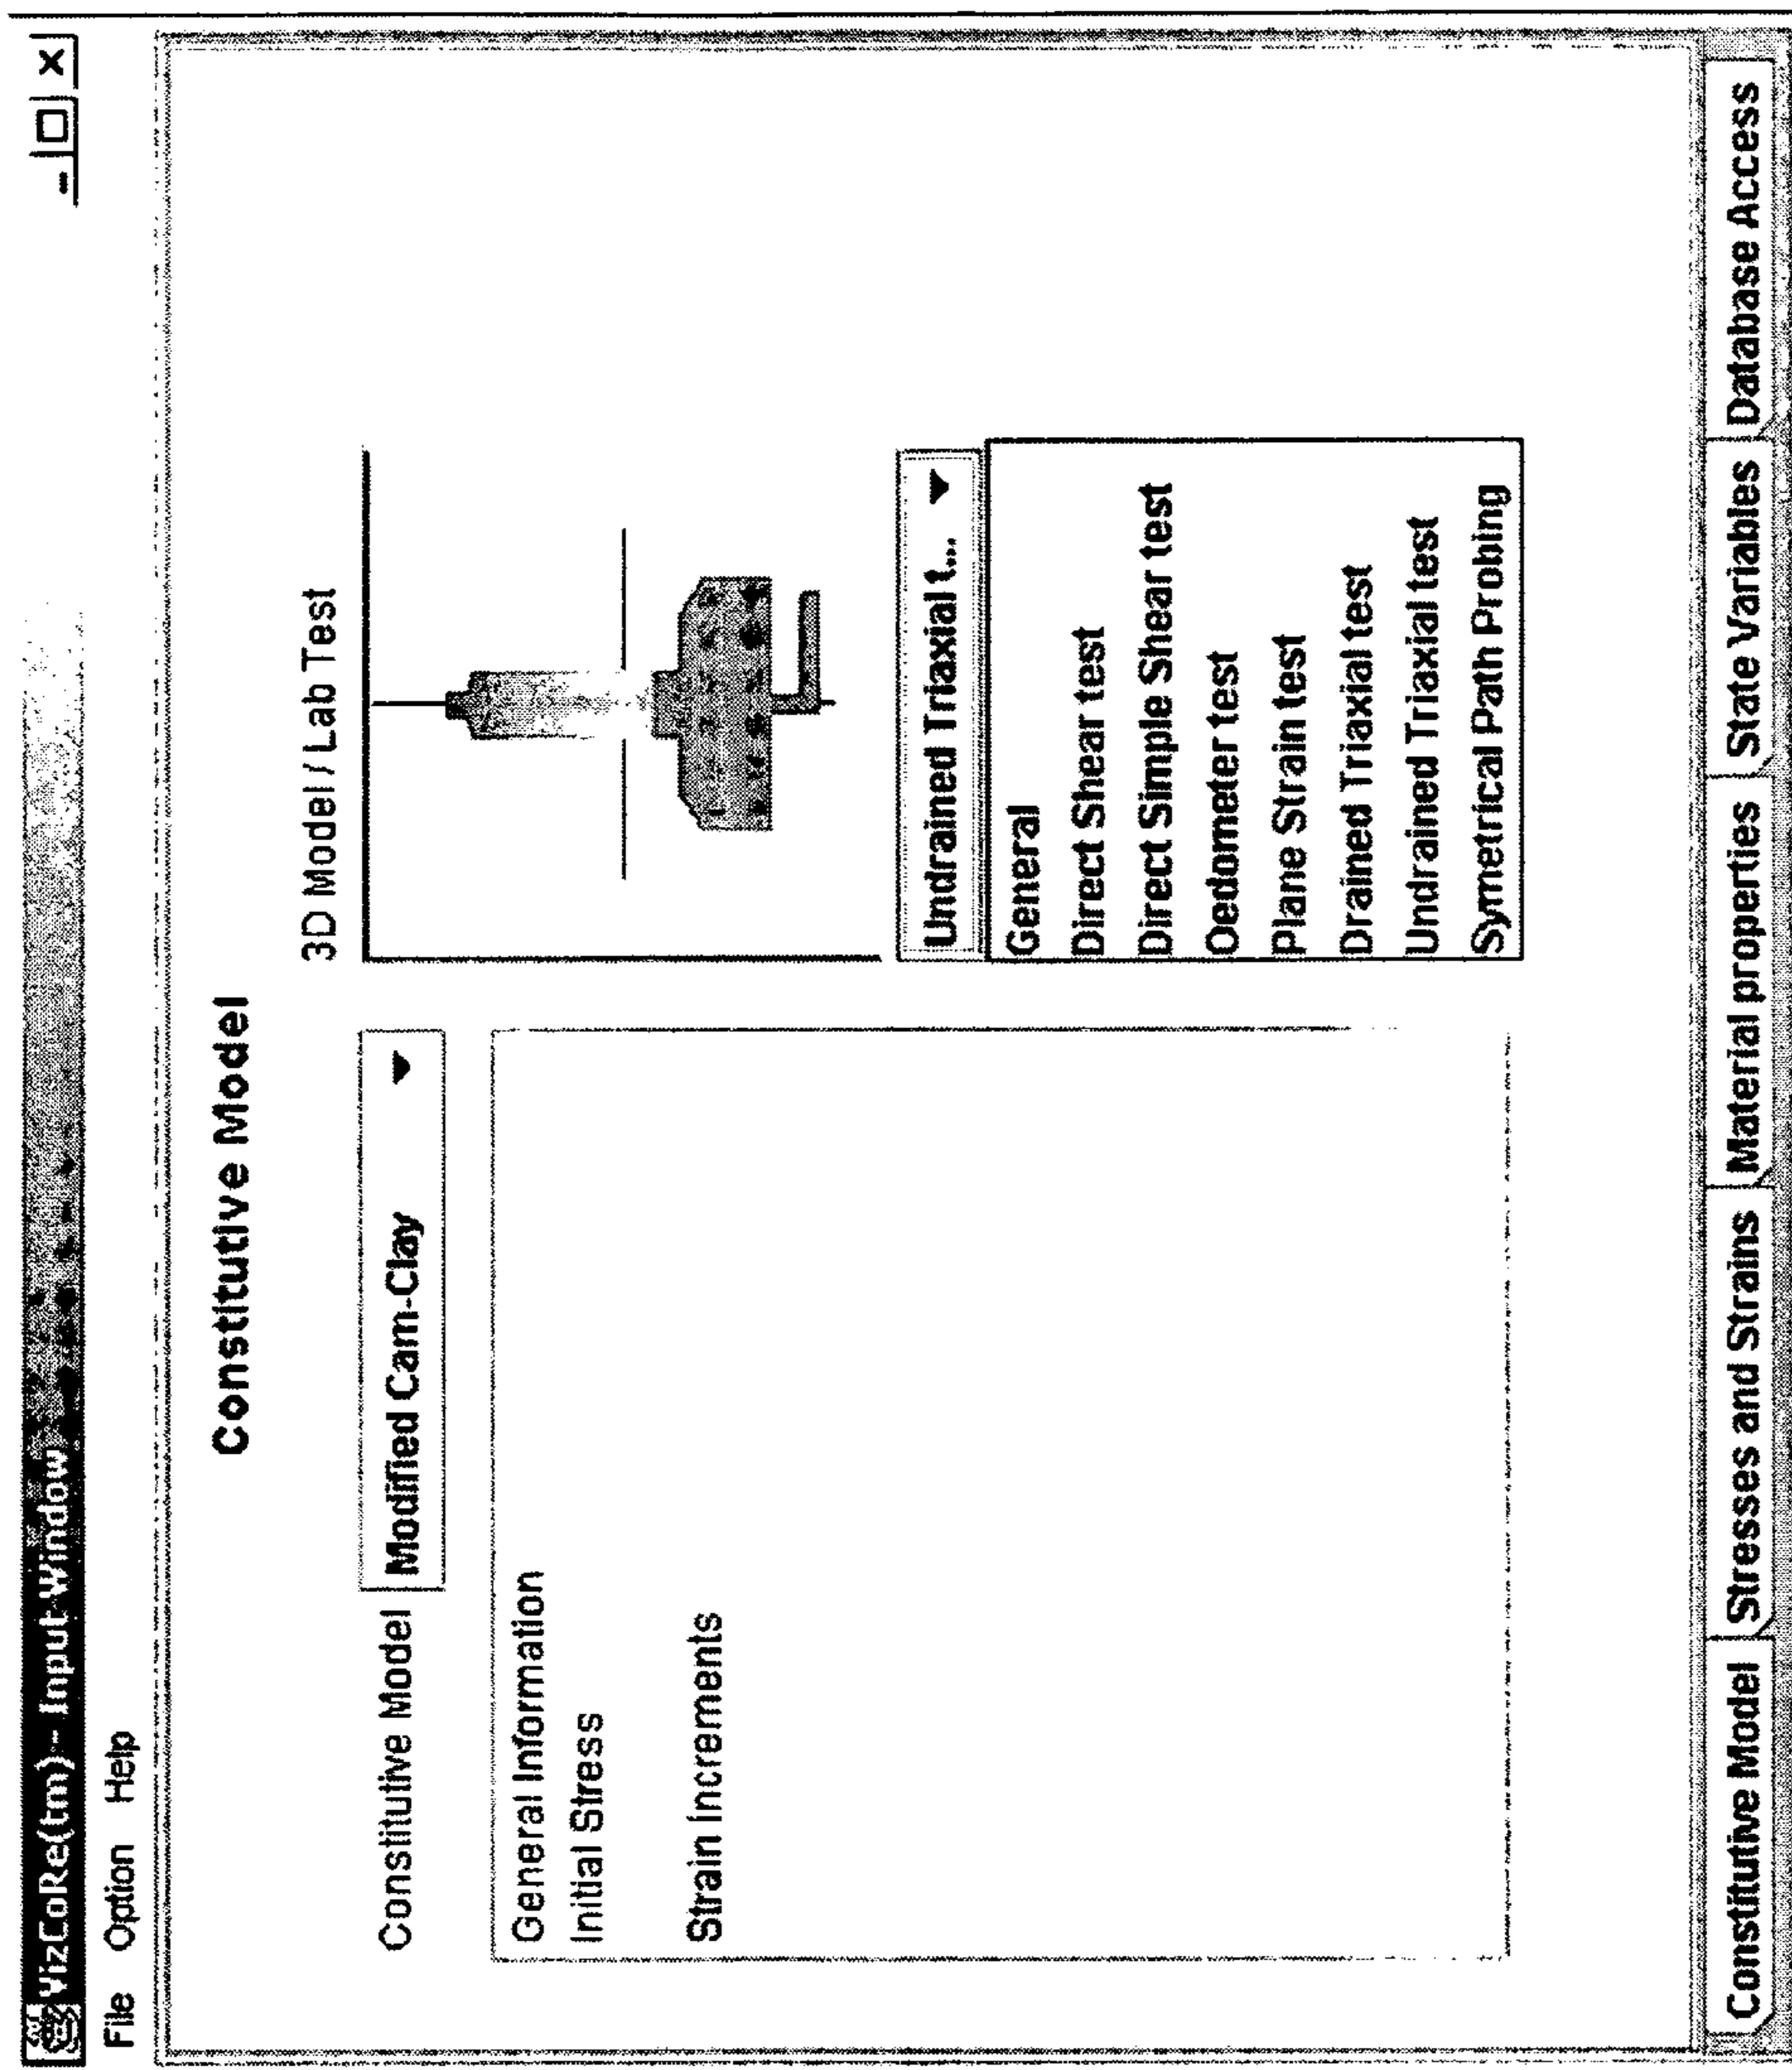 VizCoRe(tm) - Input Window
File Option Help
Constitutive Model
Constitutive Model Modified Cam-Clay
3D Model / Lab Test
General Information
Initial Stress
Strain Increments
Undrained Triaxial t...
General
Direct Shear test
Direct Simple Shear test
Oedometer test
Plane Strain test
Drained Triaxial test
Undrained Triaxial test
Symetrical Path Probing
Constitutive Model Stresses and Strains Material properties State Variables Database Access